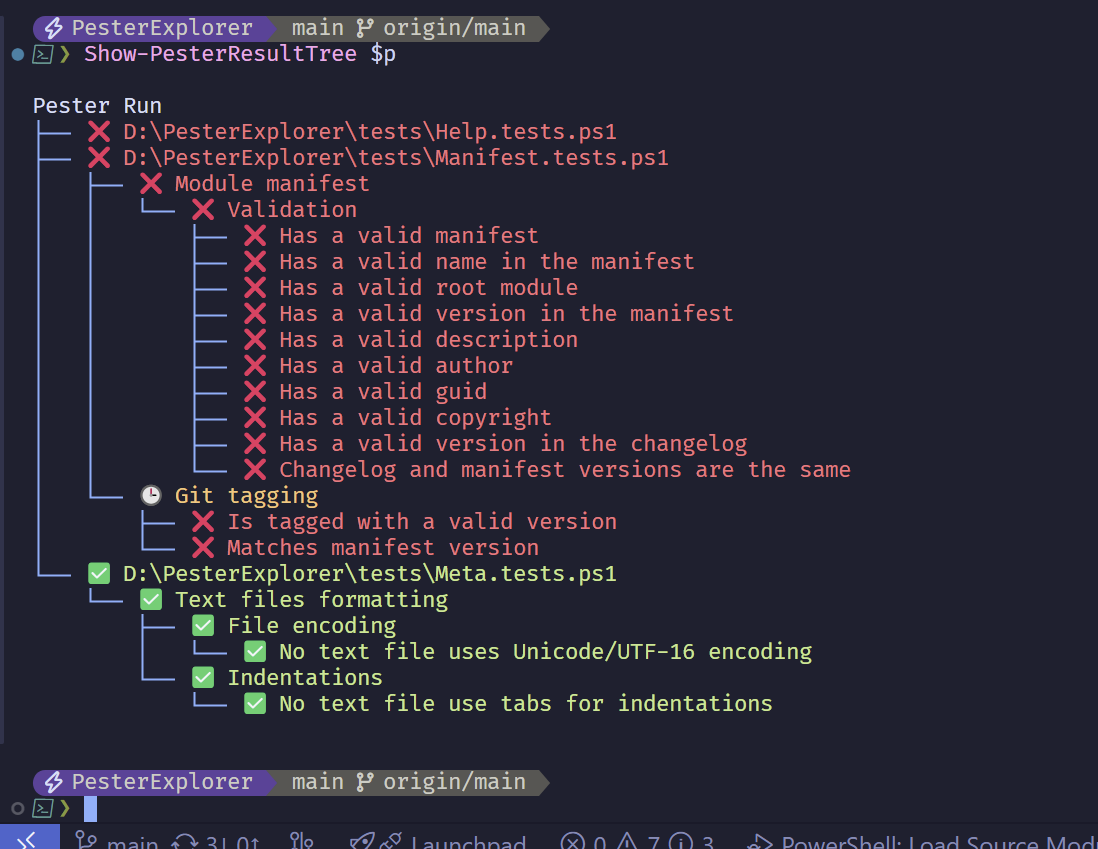 PesterExplorer main origin/main
❯ Show-PesterResultTree $p
Pester Run
├── ❌ D:\PesterExplorer\tests\Help.tests.ps1
├── ❌ D:\PesterExplorer\tests\Manifest.tests.ps1
│   ├── ❌ Module manifest
│   │   └── ❌ Validation
│   │       ├── ❌ Has a valid manifest
│   │       ├── ❌ Has a valid name in the manifest
│   │       ├── ❌ Has a valid root module
│   │       ├── ❌ Has a valid version in the manifest
│   │       ├── ❌ Has a valid description
│   │       ├── ❌ Has a valid author
│   │       ├── ❌ Has a valid guid
│   │       ├── ❌ Has a valid copyright
│   │       ├── ❌ Has a valid version in the changelog
│   │       └── ❌ Changelog and manifest versions are the same
│   └── 🕒 Git tagging
│       ├── ❌ Is tagged with a valid version
│       └── ❌ Matches manifest version
└── ✅ D:\PesterExplorer\tests\Meta.tests.ps1
    └── ✅ Text files formatting
        ├── ✅ File encoding
        │   └── ✅ No text file uses Unicode/UTF-16 encoding
        └── ✅ Indentations
            └── ✅ No text file use tabs for indentations
PesterExplorer main origin/main
❯
main 3↓ 0↑ Launchpad 0 7 3 PowerShell: Load Source